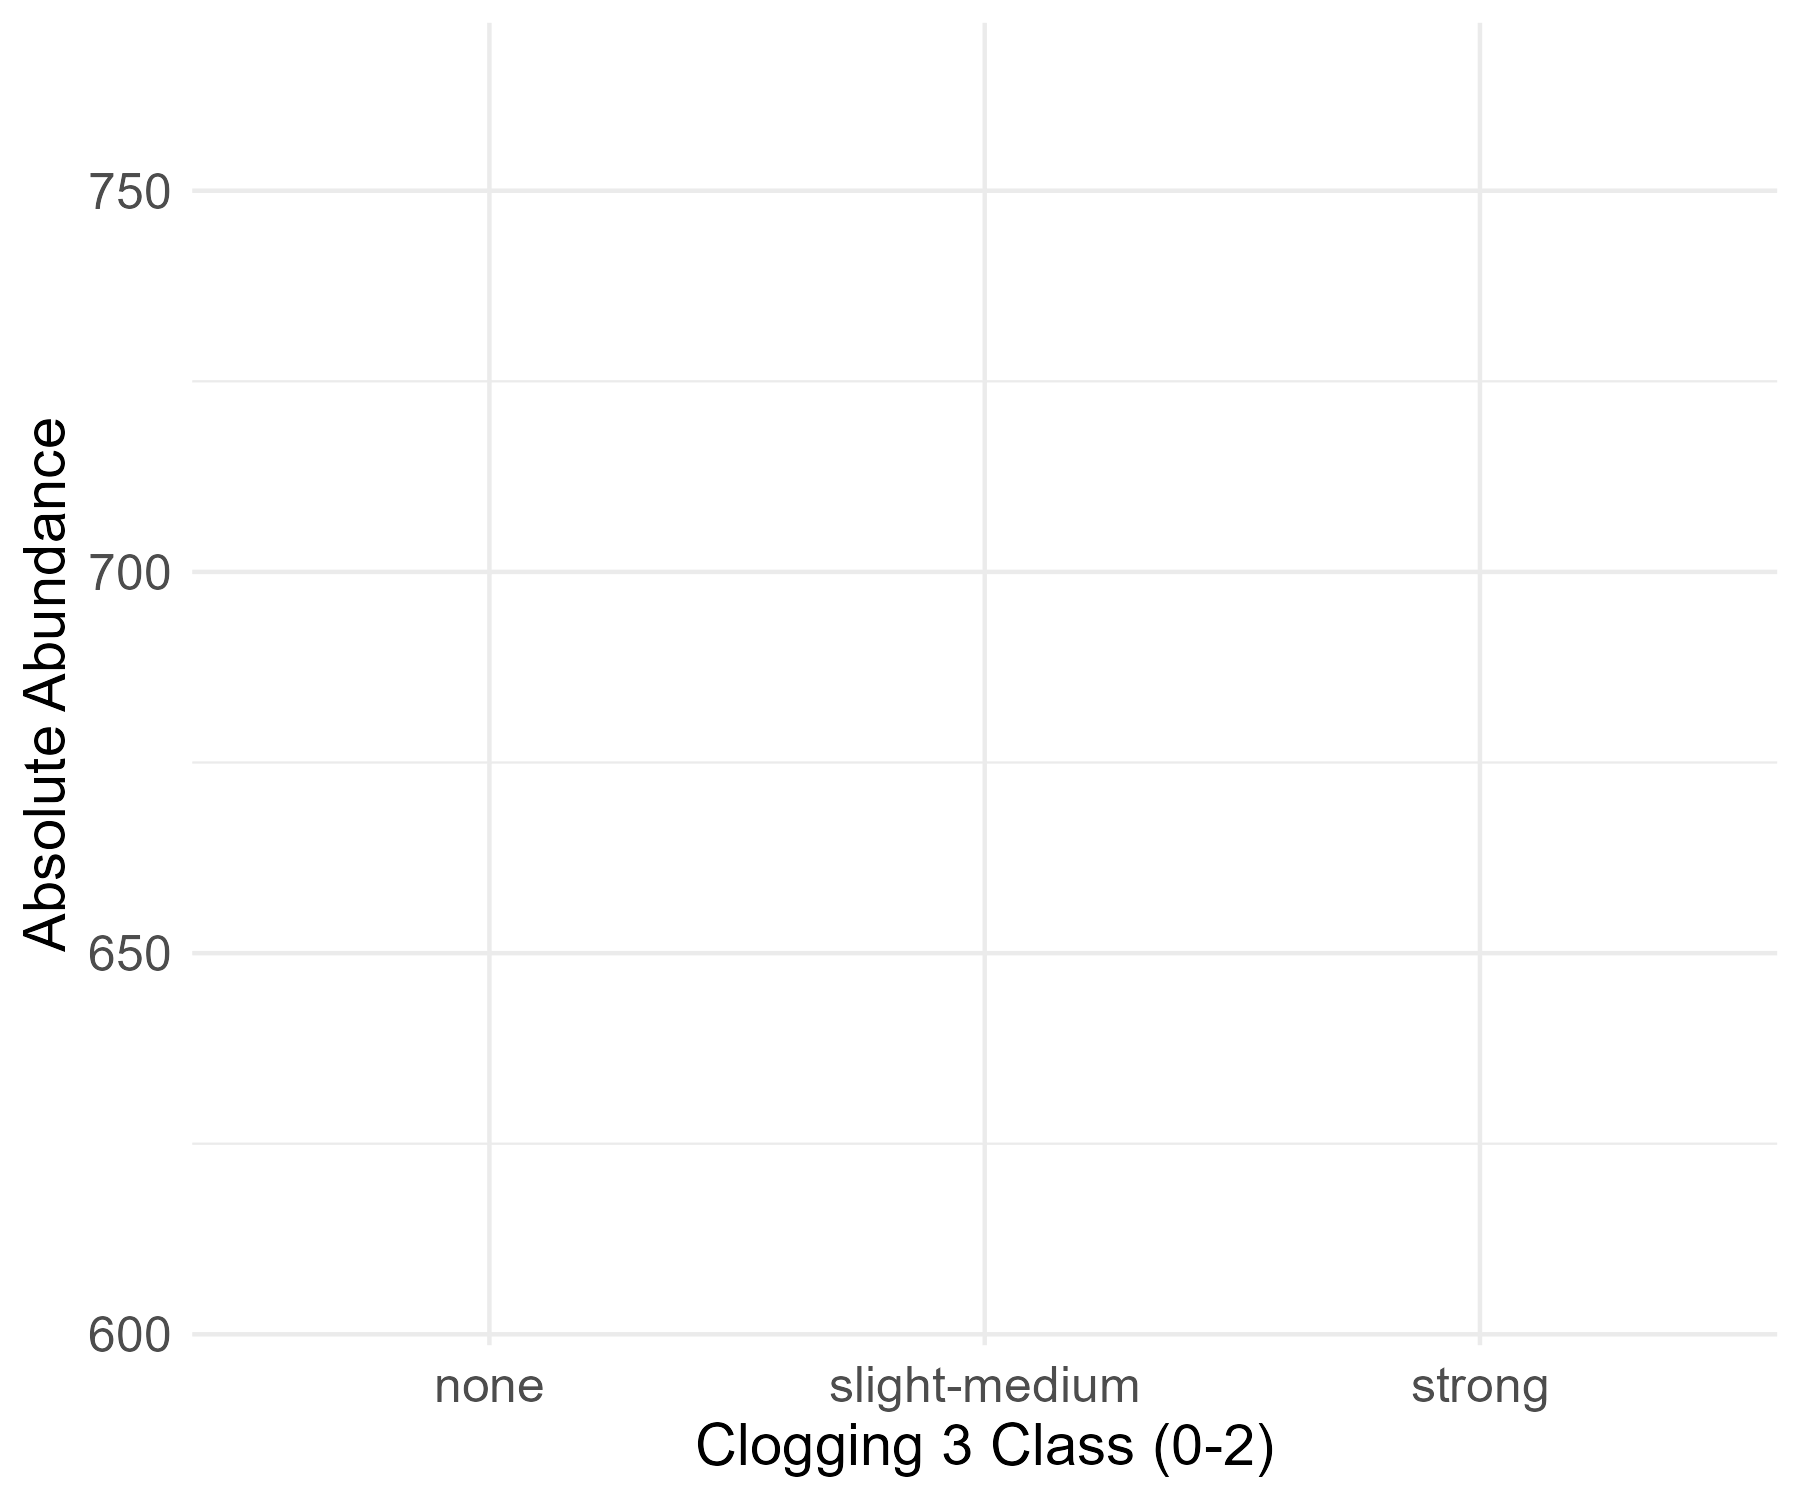 Absolute Abundance
750
700
650
600
none slight-medium strong
Clogging 3 Class (0-2)